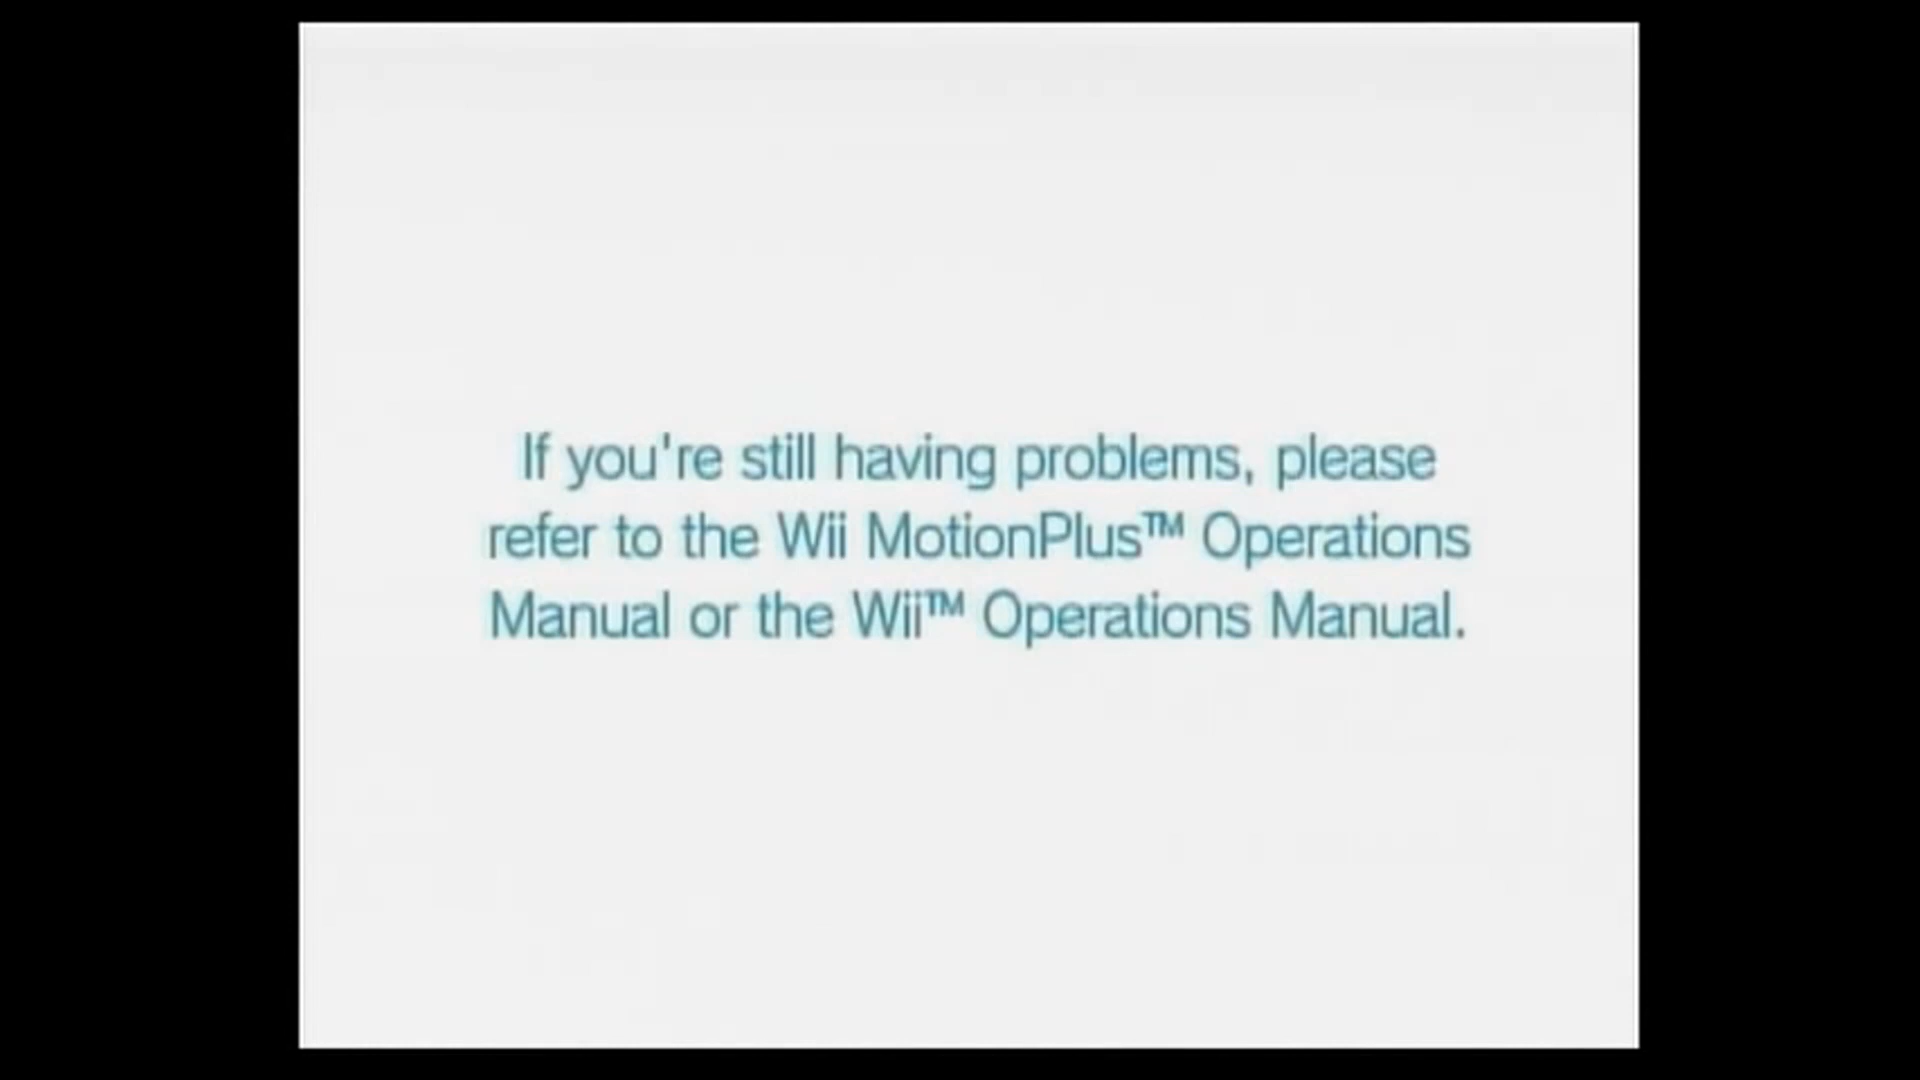 If you're still having problems, please
refer to the Wii MotionPlus™ Operations
Manual or the Wii™ Operations Manual.